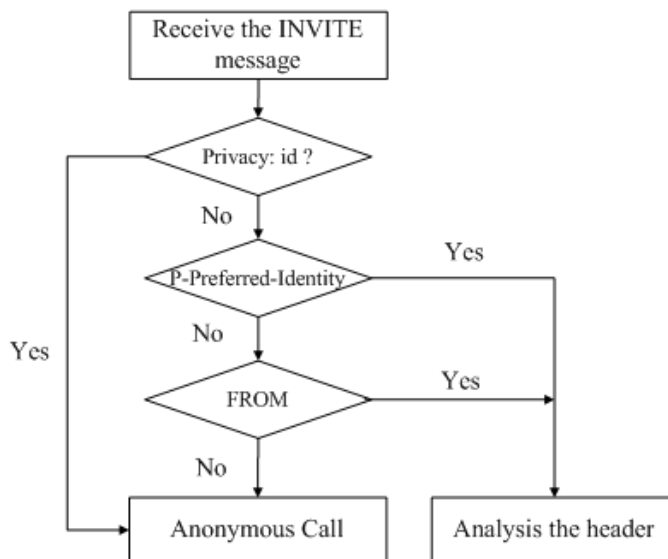 Receive the INVITE
message
Privacy: id ?
No
P-Preferred-Identity
Yes
No
Yes
FROM
Yes
No
Anonymous Call
Analysis the header